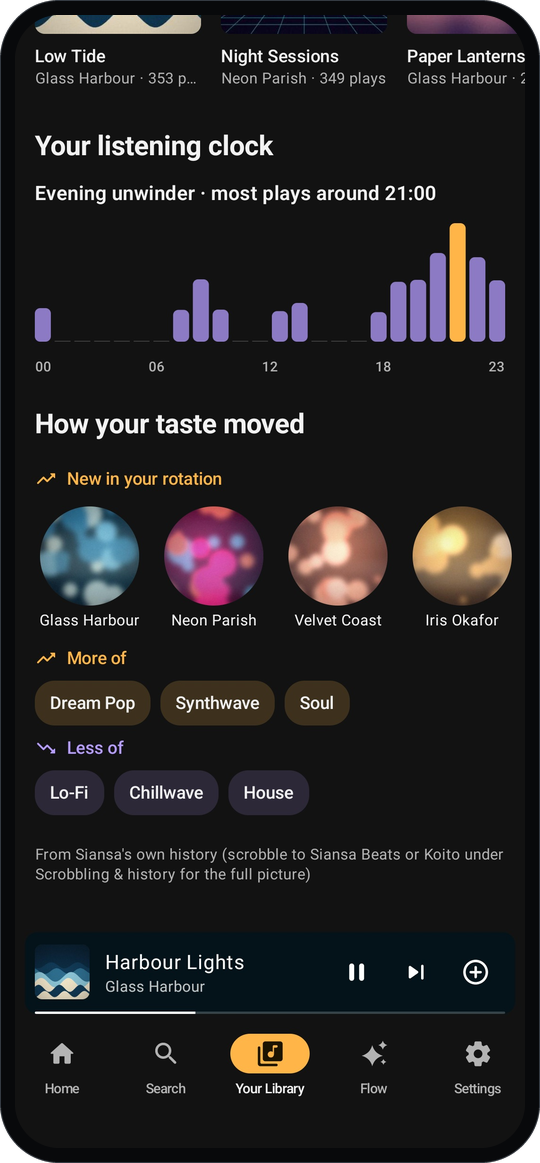 Low Tide
Glass Harbour · 353 p...
Night Sessions
Neon Parish · 349 plays
Paper Lanterns
Glass Harbour · 2
Your listening clock
Evening unwinder · most plays around 21:00
00 06 12 18 23
How your taste moved
New in your rotation
Glass Harbour
Neon Parish
Velvet Coast
Iris Okafor
More of
Dream Pop
Synthwave
Soul
Less of
Lo-Fi
Chillwave
House
From Siansa's own history (scrobble to Siansa Beats or Koito under
Scrobbling & history for the full picture)
Harbour Lights
Glass Harbour
Home
Search
Your Library
Flow
Settings